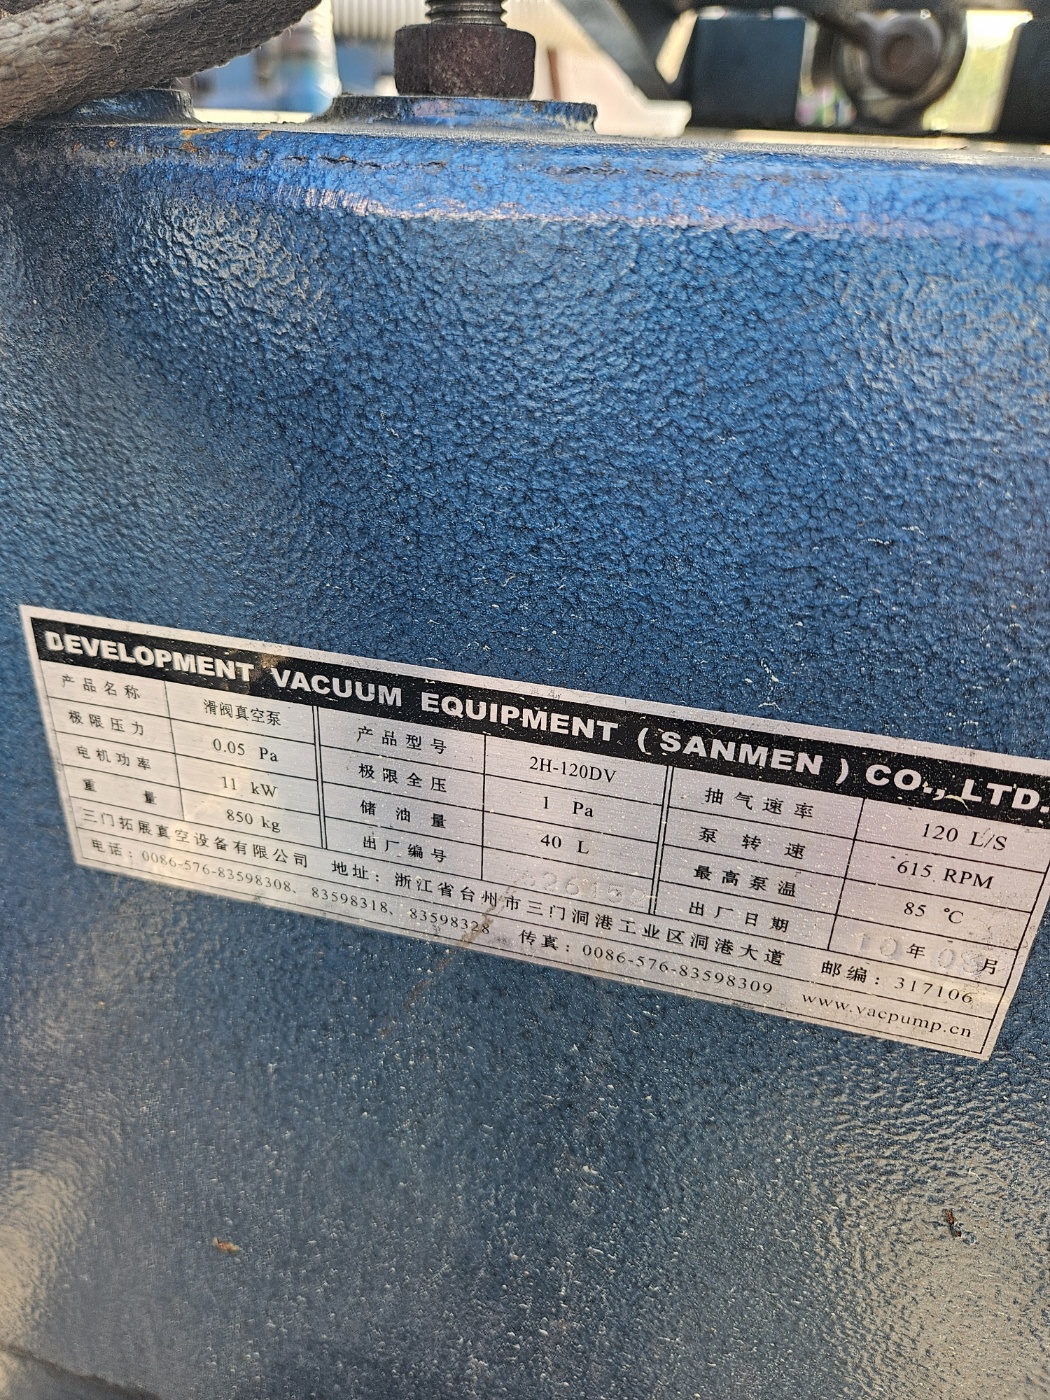 DEVELOPMENT VACUUM EQUIPMENT (SANMEN) CO., LTD.
产品名称 滑阀真空泵 产品型号 2H-120DV 抽气速率 120 L/S
极限压力 0.05 Pa 极限全压 1 Pa 泵转速 615 RPM
电机功率 11 kW 储油量 40 L 最高泵温 85 ℃
重量 850 kg 出厂编号 出厂日期 10年 月
三门拓展真空设备有限公司 地址：浙江省台州市三门洞港工业区洞港大道 邮编：317106
电话：0086-576-83598308、83598318、83598328 传真：0086-576-83598309 www.vacpump.cn